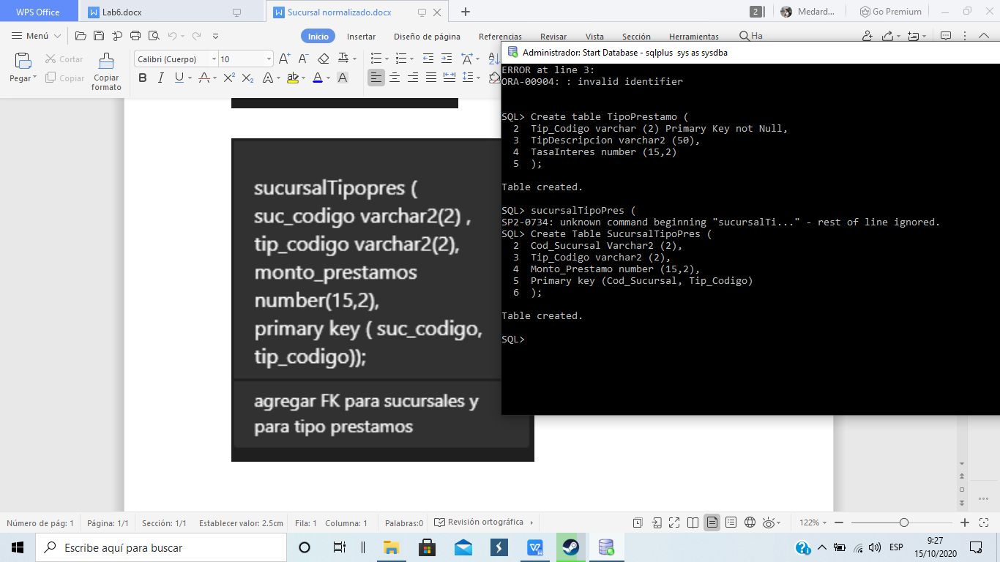 WPS Office
Lab6.docx
Sucursal normalizado.docx
2
Medard...
Go Premium
Menú
Inicio
Insertar
Diseño de página
Referencias
Revisar
Vista
Sección
Herramientas
Ha
Pegar
Cortar
Copiar
Copiar
formato
Calibri (Cuerpo)
10
Administrador: Start Database - sqlplus  sys as sysdba
ERROR at line 3:
ORA-00904: : invalid identifier
SQL> Create table TipoPrestamo (
2  Tip_Codigo varchar (2) Primary Key not Null,
3  TipDescripcion varchar2 (50),
4  TasaInteres number (15,2)
5  );
Table created.
SQL> sucursalTipoPres (
SP2-0734: unknown command beginning "sucursalTi..." - rest of line ignored.
SQL> Create Table SucursalTipoPres (
2  Cod_Sucursal Varchar2 (2),
3  Tip_Codigo varchar2 (2),
4  Monto_Prestamo number (15,2),
5  Primary key (Cod_Sucursal, Tip_Codigo)
6  );
Table created.
SQL>
sucursalTipopres (
suc_codigo varchar2(2) ,
tip_codigo varchar2(2),
monto_prestamos
number(15,2),
primary key ( suc_codigo,
tip_codigo));
agregar FK para sucursales y
para tipo prestamos
Número de pág: 1
Página: 1/1
Sección: 1/1
Establecer valor: 2.5cm
Fila: 1
Columna: 1
Palabras:0
Revisión ortográfica
122%
Escribe aquí para buscar
ESP
9:27
15/10/2020